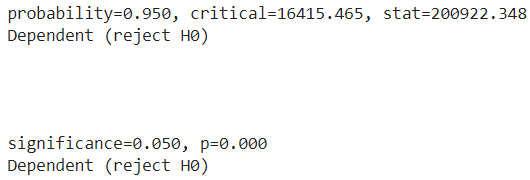 probability=0.950, critical=16415.465, stat=200922.348
Dependent (reject H0)
significance=0.050, p=0.000
Dependent (reject H0)